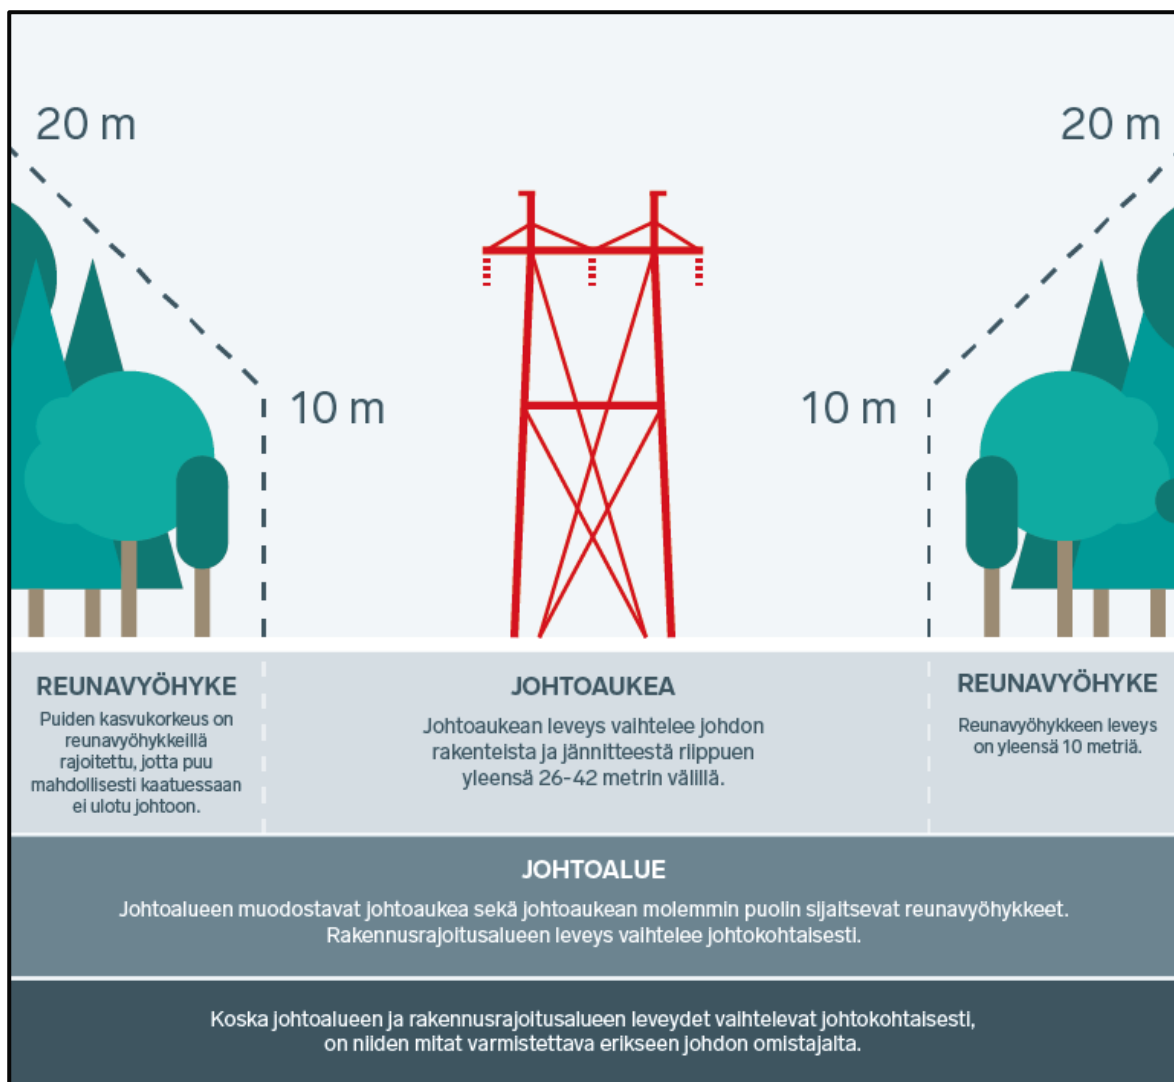 20 m
20 m
10 m
10 m
REUNAVYÖHYKE
Puiden kasvukorkeus on
reunavyöhykkeillä
rajoitettu, jotta puu
mahdollisesti kaatuessaan
ei ulotu johtoon.
JOHTOAUKEA
Johtoaukean leveys vaihtelee johdon
rakenteista ja jännitteestä riippuen
yleensä 26-42 metrin välillä.
REUNAVYÖHYKE
Reunavyöhykkeen leveys
on yleensä 10 metriä.
JOHTOALUE
Johtoalueen muodostavat johtoaukea sekä johtoaukean molemmin puolin sijaitsevat reunavyöhykkeet.
Rakennusrajoitusalueen leveys vaihtelee johtokohtaisesti.
Koska johtoalueen ja rakennusrajoitusalueen leveydet vaihtelevat johtokohtaisesti,
on niiden mitat varmistettava erikseen johdon omistajalta.